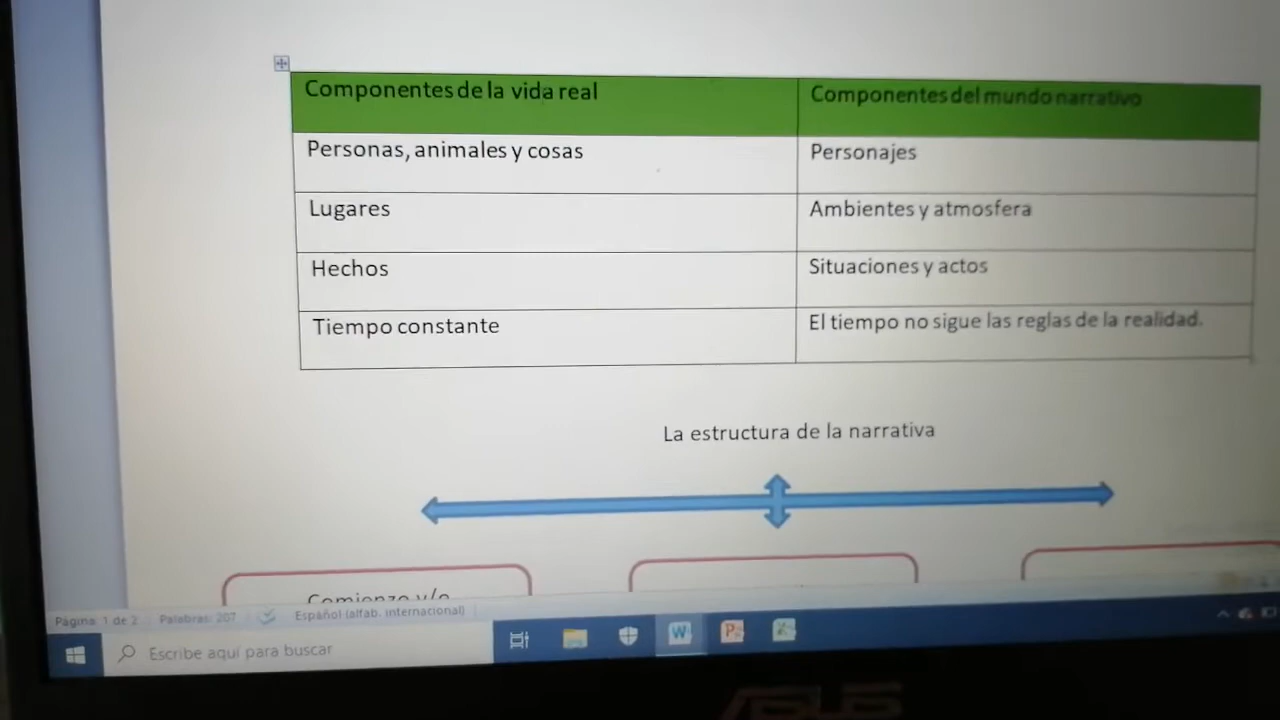 Componentes de la vida real
Componentes del mundo narrativo
Personas, animales y cosas
Personajes
Lugares
Ambientes y atmosfera
Hechos
Situaciones y actos
Tiempo constante
El tiempo no sigue las reglas de la realidad.
La estructura de la narrativa
Comienzo y/o
Página: 1 de 2
Palabras: 207
Español (alfab. internacional)
Escribe aquí para buscar
ASUS